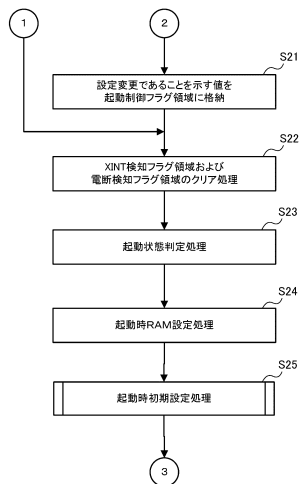 1
2
S21
設定変更であることを示す値を
起動制御フラグ領域に格納
S22
XINT検知フラグ領域および
電断検知フラグ領域のクリア処理
S23
起動状態判定処理
S24
起動時RAM設定処理
S25
起動時初期設定処理
3